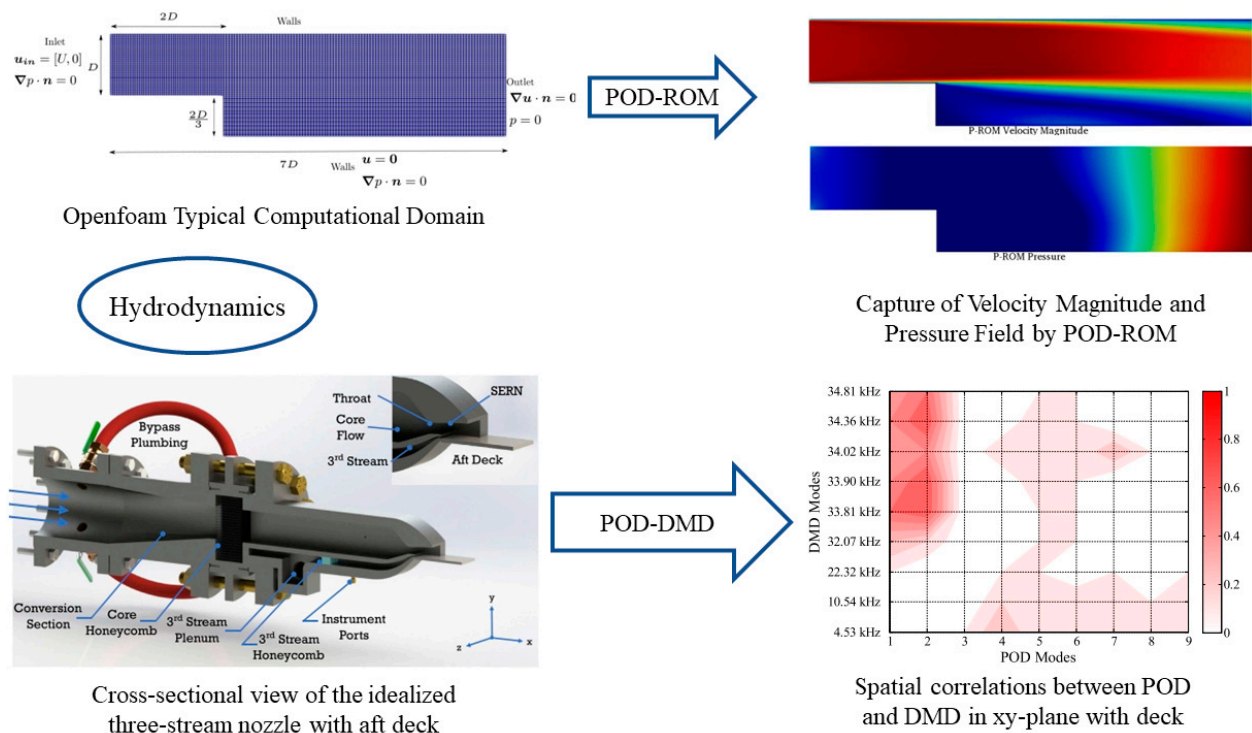 2D
Walls
Inlet
u_in = [U, 0]
∇p · n = 0
D
2D/3
Outlet
∇u · n = 0
p = 0
7D
Walls
u = 0
∇p · n = 0
Openfoam Typical Computational Domain
POD-ROM
P-ROM Velocity Magnitude
P-ROM Pressure
Capture of Velocity Magnitude and
Pressure Field by POD-ROM
Hydrodynamics
Bypass
Plumbing
Throat
SERN
Core
Flow
3rd Stream
Aft Deck
Conversion
Section
Core
Honeycomb
3rd Stream
Plenum
3rd Stream
Honeycomb
Instrument
Ports
y
z
x
Cross-sectional view of the idealized
three-stream nozzle with aft deck
POD-DMD
DMD Modes
34.81 kHz
34.36 kHz
34.02 kHz
33.90 kHz
33.81 kHz
32.07 kHz
22.32 kHz
10.54 kHz
4.53 kHz
1 2 3 4 5 6 7 8 9
POD Modes
1
0.8
0.6
0.4
0.2
0
Spatial correlations between POD
and DMD in xy-plane with deck